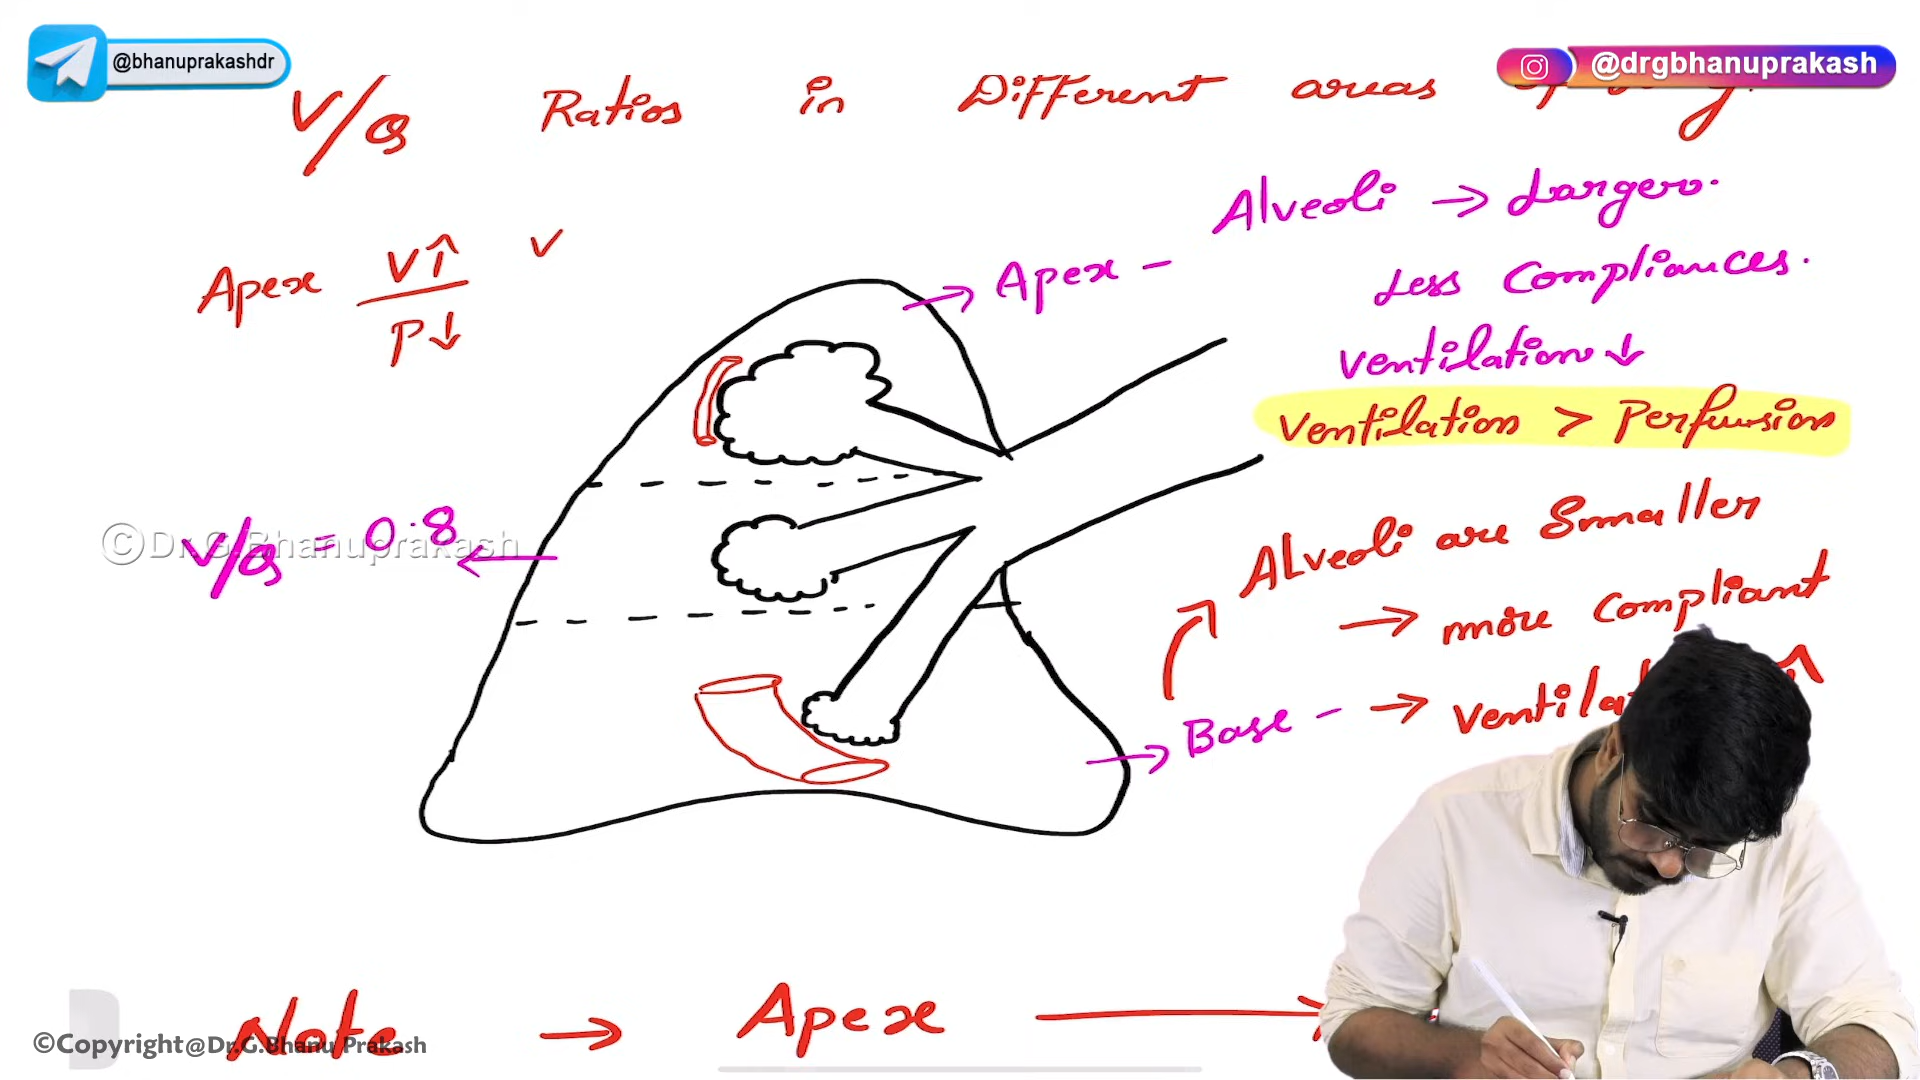 @bhanuprakashdr
@drgbhanuprakash
V/Q Ratios in Different areas
Alveoli → Larger.
Less Compliances.
Ventilation ↓
Ventilation > Perfusion
Apex V↑ V
P↓
→ Apex -
V/Q = 0.8
©Dr.G.Bhanuprakash
ALveoli are Smaller
→ more compliant
→ Base - →
Note → Apex
©Copyright@Dr.G.Bhanu Prakash